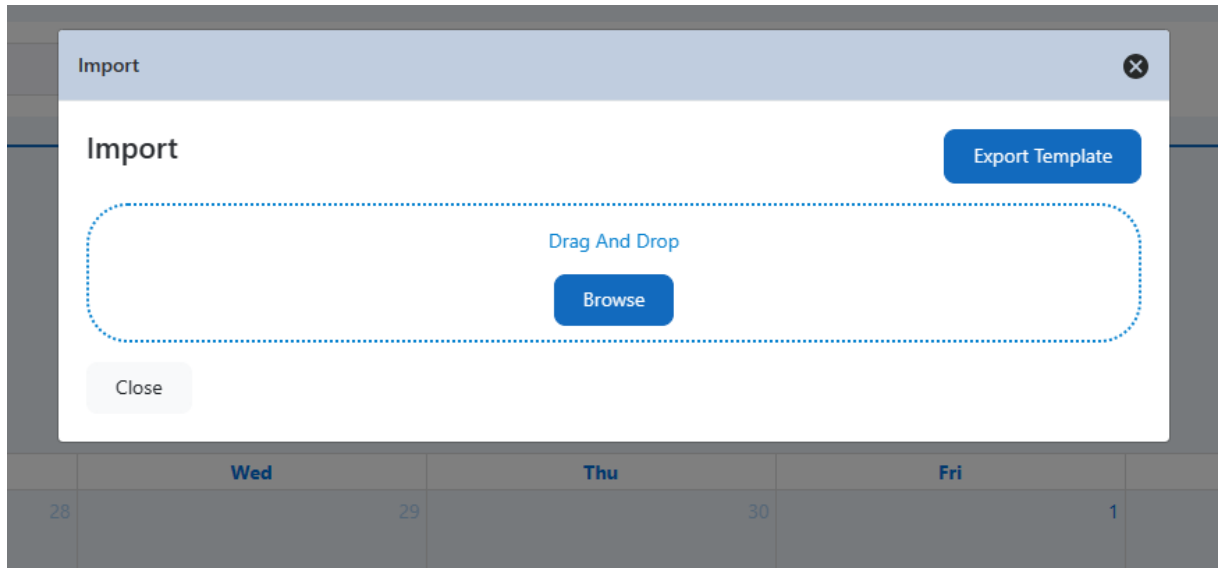 Import
Import
Export Template
Drag And Drop
Browse
Close
Wed Thu Fri
28 29 30 1